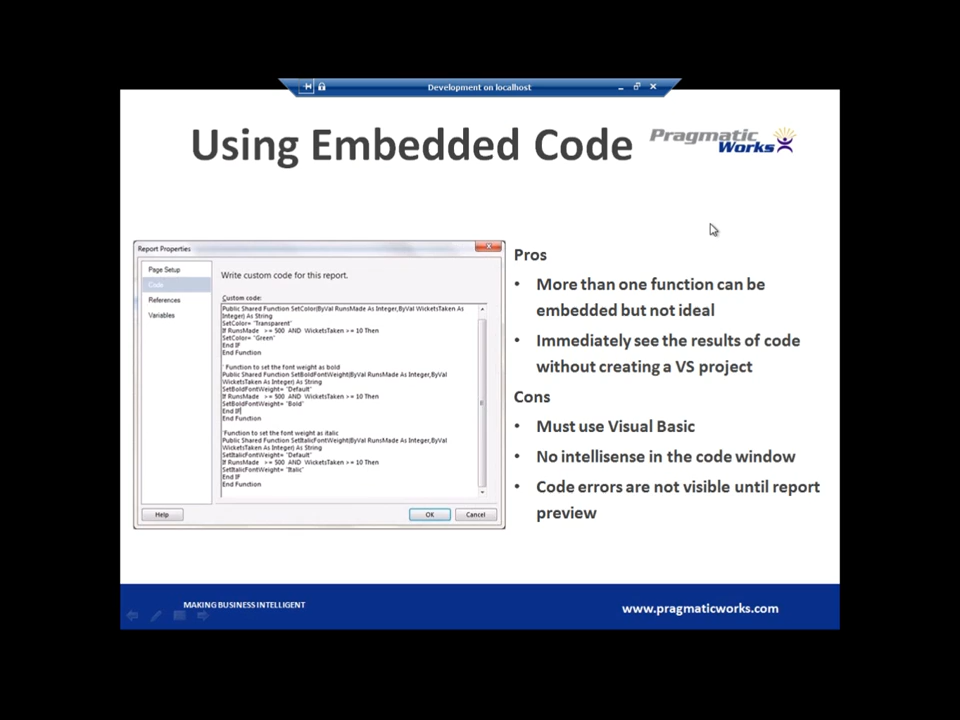 Development on localhost
Using Embedded Code
Pragmatic
Works
Report Properties
Page Setup
Code
References
Variables
Write custom code for this report.
Custom code:
Public Shared Function SetColor(ByVal RunsMade As Integer,ByVal WicketsTaken As
Integer) As String
SetColor= "Transparent"
If RunsMade >= 500 AND WicketsTaken >= 10 Then
SetColor= "Green"
End IF
End Function
' Function to set the font weight as bold
Public Shared Function SetBoldFontWeight(ByVal RunsMade As Integer,ByVal
WicketsTaken As Integer) As String
SetBoldFontWeight= "Default"
If RunsMade >= 500 AND WicketsTaken >= 10 Then
SetBoldFontWeight= "Bold"
End IF
End Function
'Function to set the font weight as italic
Public Shared Function SetItalicFontWeight(ByVal RunsMade As Integer,ByVal
WicketsTaken As Integer) As String
SetItalicFontWeight= "Default"
If RunsMade >= 500 AND WicketsTaken >= 10 Then
SetItalicFontWeight= "Italic"
End IF
End Function
Help
OK
Cancel
Pros
• More than one function can be
embedded but not ideal
• Immediately see the results of code
without creating a VS project
Cons
• Must use Visual Basic
• No intellisense in the code window
• Code errors are not visible until report
preview
MAKING BUSINESS INTELLIGENT
www.pragmaticworks.com